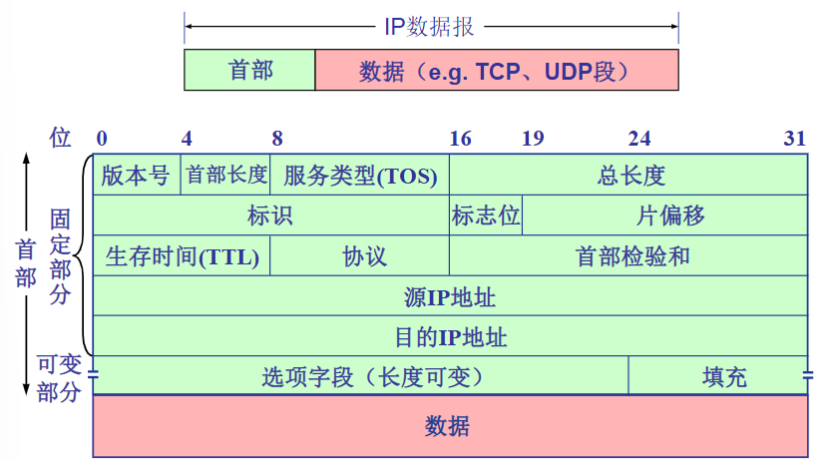 IP数据报
首部 数据（e.g. TCP、UDP段）
位 0 4 8 16 19 24 31
版本号 首部长度 服务类型(TOS) 总长度
标识 标志位 片偏移
生存时间(TTL) 协议 首部检验和
源IP地址
目的IP地址
选项字段（长度可变） 填充
数据
首部
固定部分
可变部分